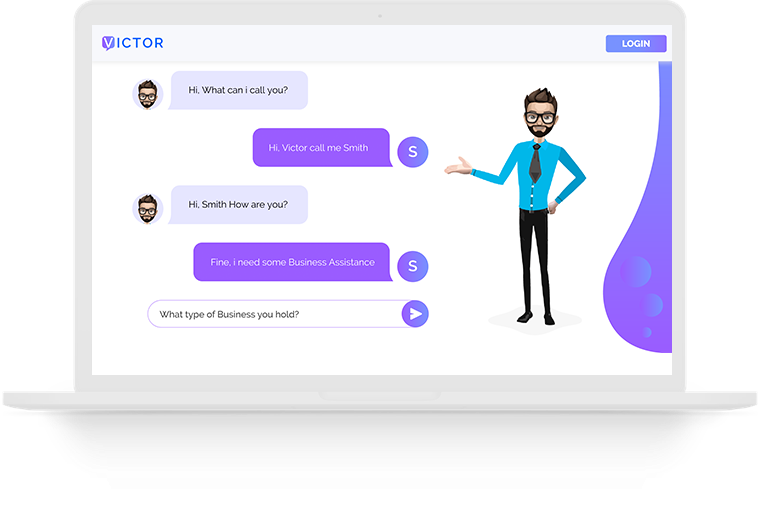 VICTOR
LOGIN
Hi, What can i call you?
Hi, Victor call me Smith
S
Hi, Smith How are you?
Fine, i need some Business Assistance
S
What type of Business you hold?